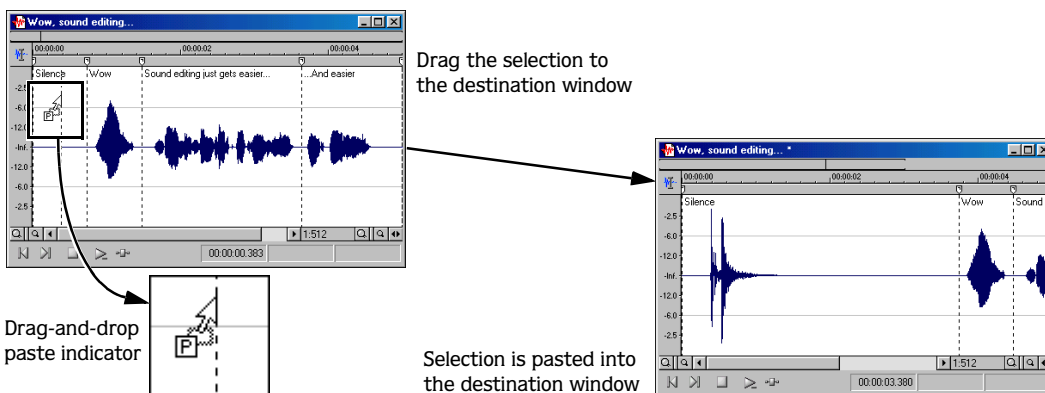 Wow, sound editing...
00:00:00 00:00:02 00:00:04
Silence Wow Sound editing just gets easier... ...And easier
-2.5
-6.0
-12.0
-Inf.
-12.0
-6.0
-2.5
1:512
00:00:00.383
Drag the selection to
the destination window
Drag-and-drop
paste indicator
P
P
Wow, sound editing... *
00:00:00 00:00:02 00:00:04
Silence Wow Sound
-2.5
-6.0
-12.0
-Inf.
-12.0
-6.0
-2.5
1:512
00:00:03.380
Selection is pasted into
the destination window